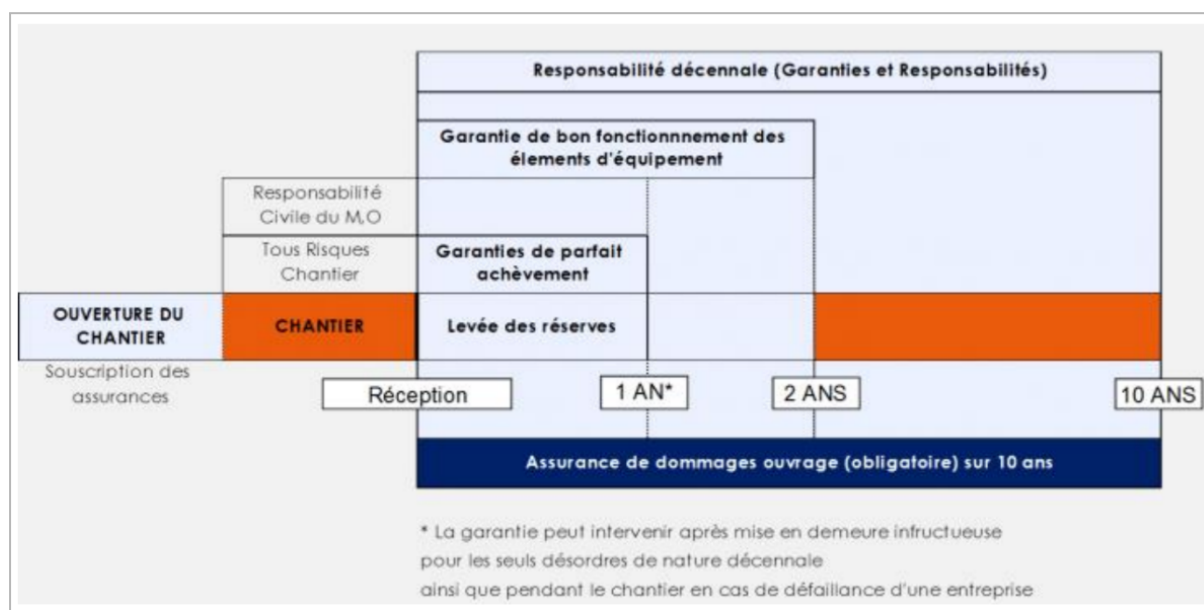 Responsabilité décennale (Garanties et Responsabilités)
Garantie de bon fonctionnnement des
élements d'équipement
Responsabilité
Civile du M,O
Tous Risques
Chantier
Garanties de parfait
achèvement
OUVERTURE DU
CHANTIER
CHANTIER
Levée des réserves
Souscription des
assurances
Réception
1 AN*
2 ANS
10 ANS
Assurance de dommages ouvrage (obligatoire) sur 10 ans
* La garantie peut intervenir après mise en demeure infructueuse
pour les seuls désordres de nature décennale
ainsi que pendant le chantier en cas de défaillance d'une entreprise